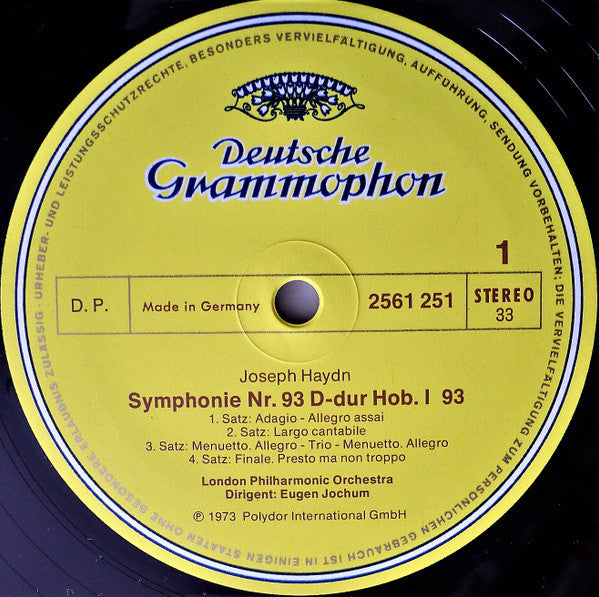 URHEBER- UND LEISTUNGSSCHUTZRECHTE, BESONDERS VERVIELFÄLTIGUNG, AUFFÜHRUNG, SENDUNG VORBEHALTEN; DIE VERVIELFÄLTIGUNG ZUM PERSÖNLICHEN GEBRAUCH IST IN EINIGEN STAATEN OHNE BESONDERE ERLAUBNIS ZULÄSSIG ·
Deutsche
Grammophon
1
D. P.
Made in Germany
2561 251
STEREO
33
Joseph Haydn
Symphonie Nr. 93 D-dur Hob. I 93
1. Satz: Adagio - Allegro assai
2. Satz: Largo cantabile
3. Satz: Menuetto. Allegro - Trio - Menuetto. Allegro
4. Satz: Finale. Presto ma non troppo
London Philharmonic Orchestra
Dirigent: Eugen Jochum
℗ 1973 Polydor International GmbH